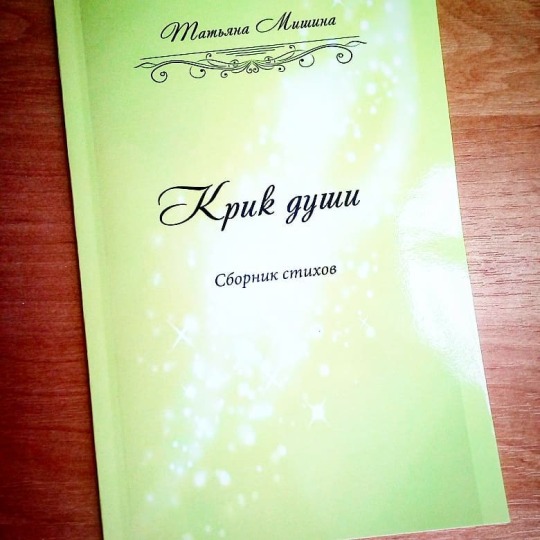 Татьяна Мишина
Крик души
Сборник стихов